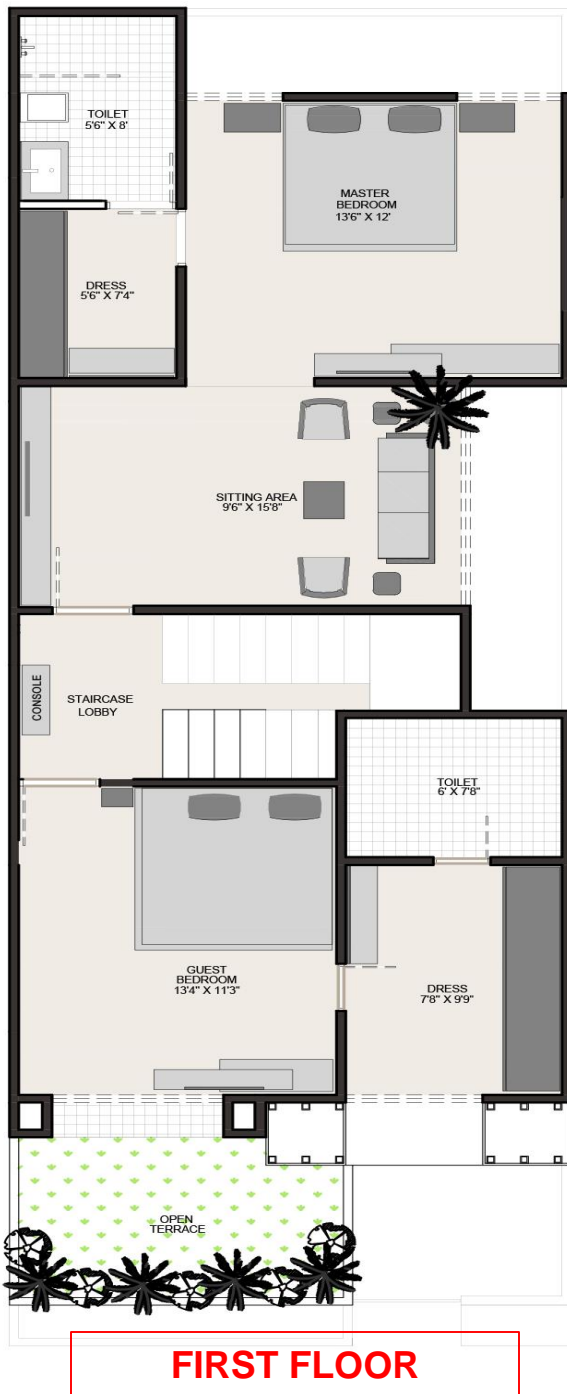 TOILET
5'6" X 8'
MASTER
BEDROOM
13'6" X 12'
DRESS
5'6" X 7'4"
SITTING AREA
9'6" X 15'8"
CONSOLE
STAIRCASE
LOBBY
TOILET
6' X 7'8"
GUEST
BEDROOM
13'4" X 11'3"
DRESS
7'8" X 9'9"
OPEN
TERRACE
FIRST FLOOR